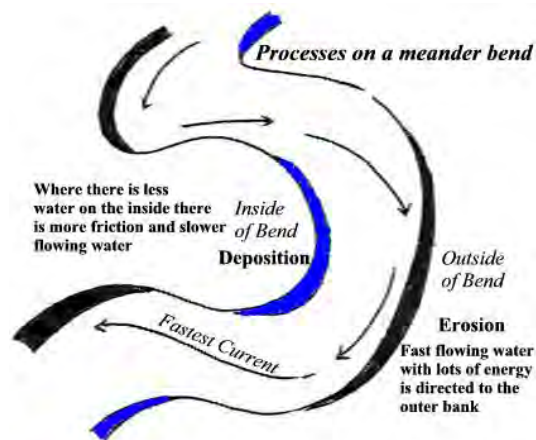 Processes on a meander bend
Where there is less
water on the inside there
is more friction and slower
flowing water
Inside
of Bend
Deposition
Outside
of Bend
Erosion
Fast flowing water
with lots of energy
is directed to the
outer bank
Fastest Current